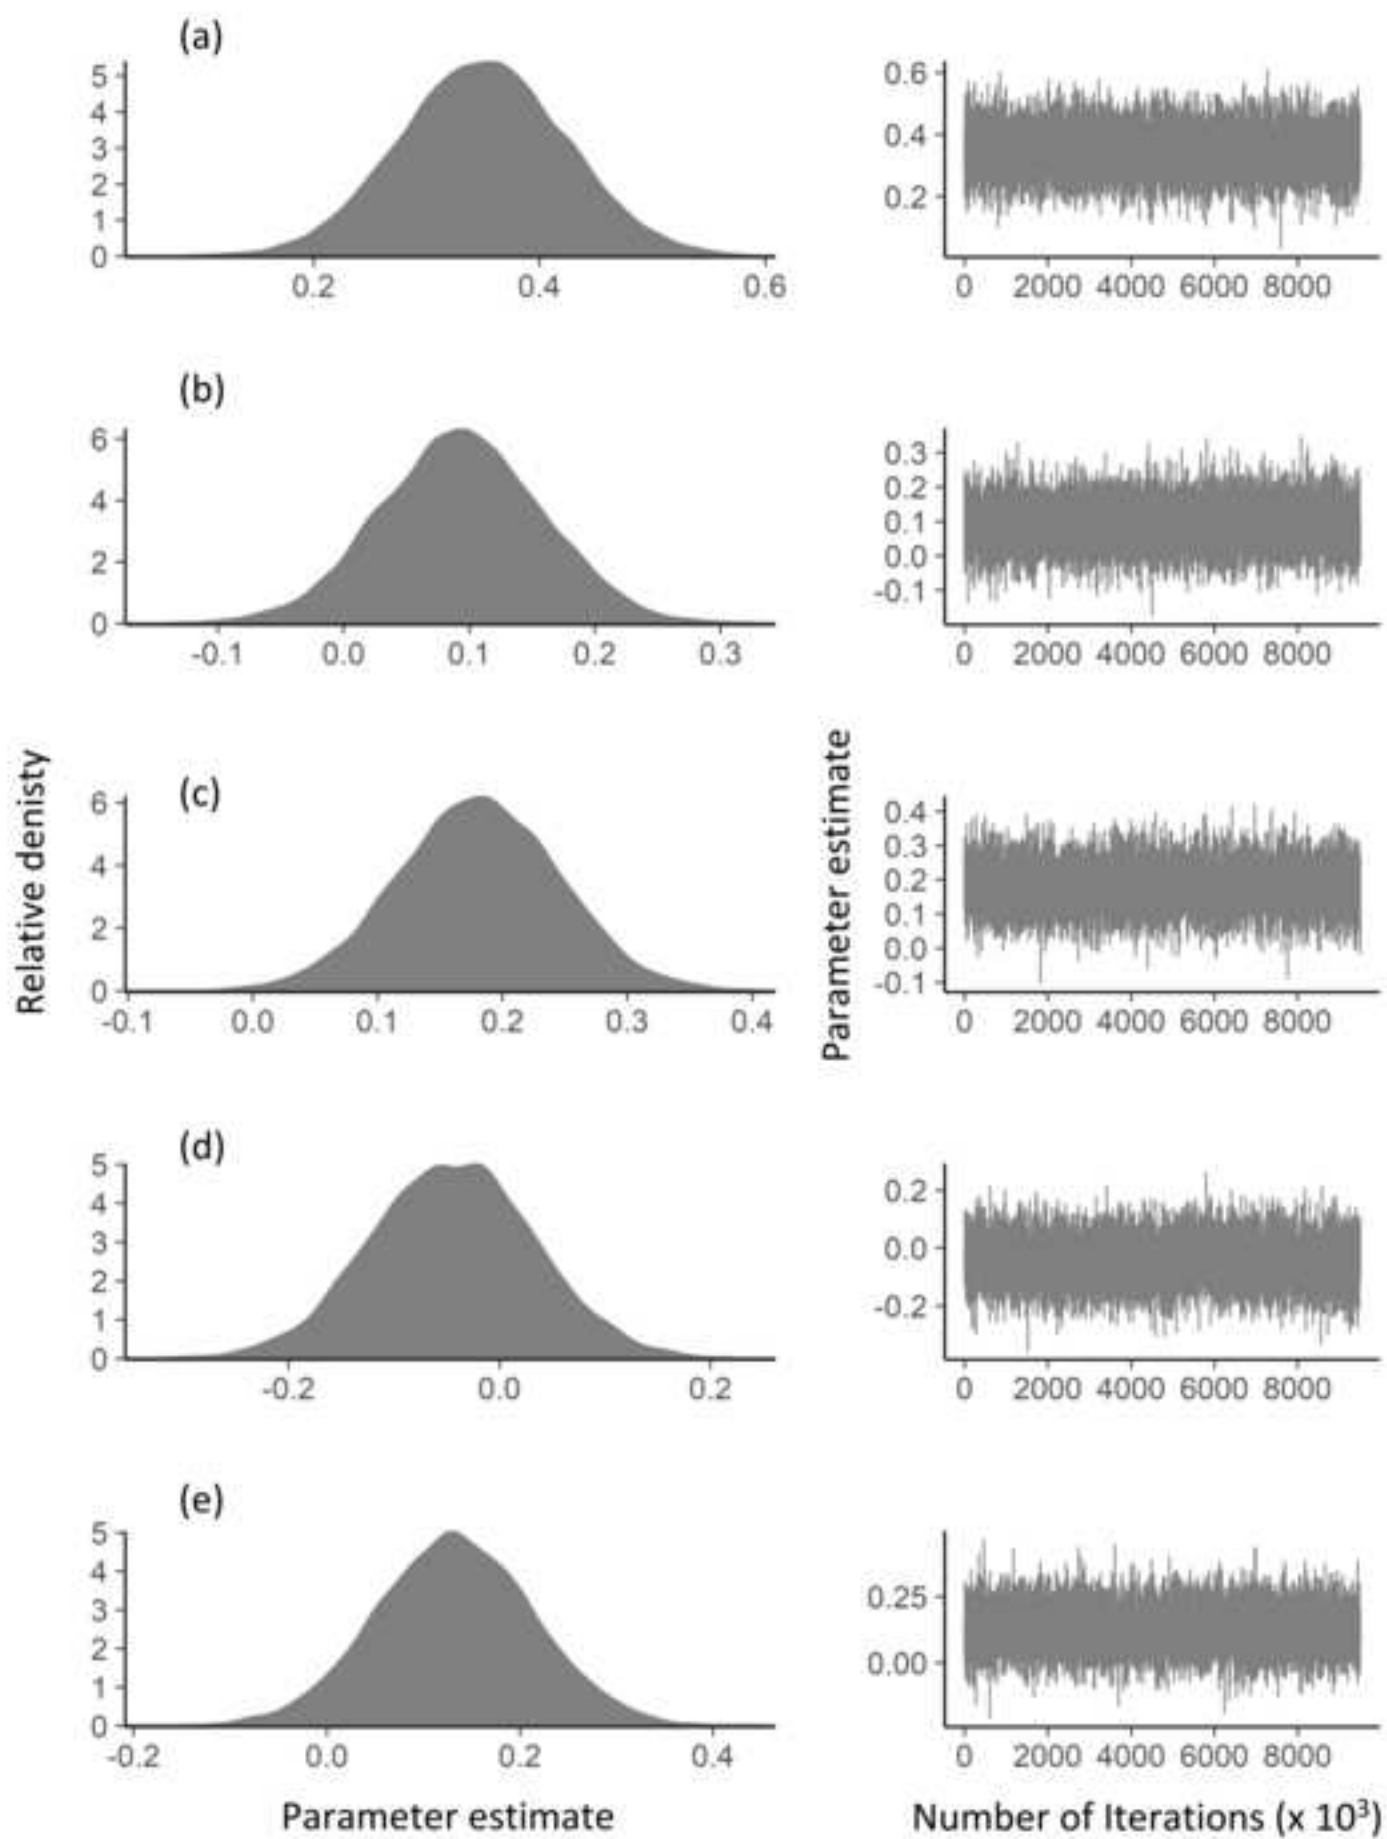 (a)
5
4
3
2
1
0
0.2 0.4 0.6
0.6
0.4
0.2
0 2000 4000 6000 8000
(b)
6
4
2
0
-0.1 0.0 0.1 0.2 0.3
0.3
0.2
0.1
0.0
-0.1
0 2000 4000 6000 8000
Relative denisty
Parameter estimate
(c)
6
4
2
0
-0.1 0.0 0.1 0.2 0.3 0.4
0.4
0.3
0.2
0.1
0.0
-0.1
0 2000 4000 6000 8000
(d)
5
4
3
2
1
0
-0.2 0.0 0.2
0.2
0.0
-0.2
0 2000 4000 6000 8000
(e)
5
4
3
2
1
0
-0.2 0.0 0.2 0.4
0.25
0.00
0 2000 4000 6000 8000
Parameter estimate
Number of Iterations (x 10³)